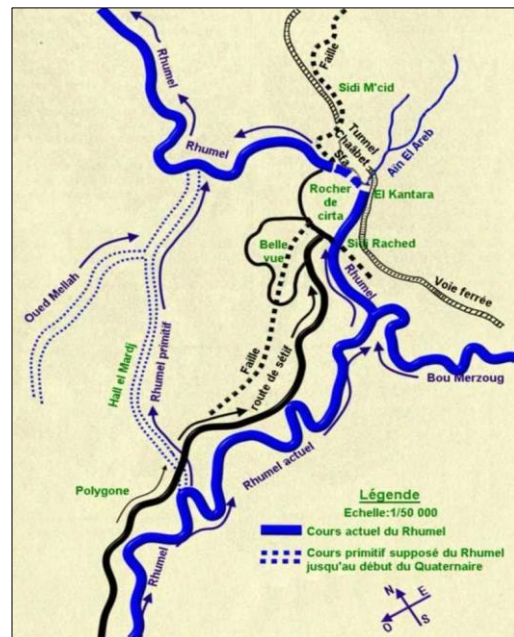 Rhumel
Faille
Sidi M'cid
Tunnel
Chaâbet
Sfa
Aïn El Areb
Rhumel
Rocher
de
cirta
El Kantara
Belle
vue
Sidi Rached
Rhumel
Voie ferrée
Oued Mellah
Hall el Mardj
Rhumel primitif
Faille
route de sétif
Bou Merzoug
Polygone
Rhumel actuel
Rhumel
Légende
Echelle:1/50 000
Cours actuel du Rhumel
Cours primitif supposé du Rhumel
jusqu'au début du Quaternaire
N
E
O
S